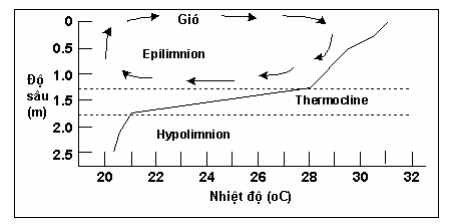 0 Gió
0.5 Epilimnion
Độ
sâu
(m)
1.0
1.5 Thermocline
2.0 Hypolimnion
2.5
20 22 24 26 28 30 32
Nhiệt độ (oC)